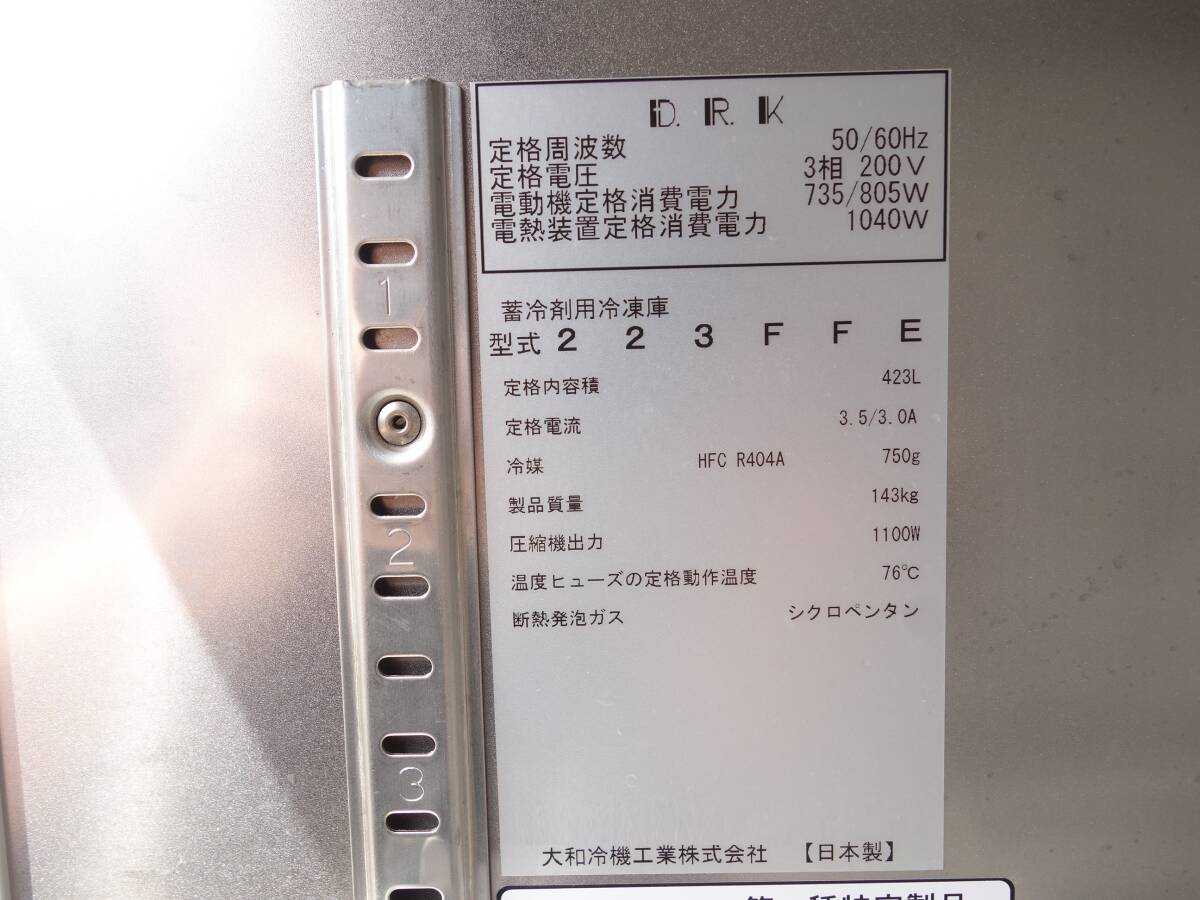 D. R. K
定格周波数 50/60Hz
定格電圧 3相 200V
電動機定格消費電力 735/805W
電熱装置定格消費電力 1040W
蓄冷剤用冷凍庫
型式 2 2 3 F F E
定格内容積 423L
定格電流 3.5/3.0A
冷媒 HFC R404A 750g
製品質量 143kg
圧縮機出力 1100W
温度ヒューズの定格動作温度 76℃
断熱発泡ガス シクロペンタン
大和冷機工業株式会社 【日本製】
1
2
3